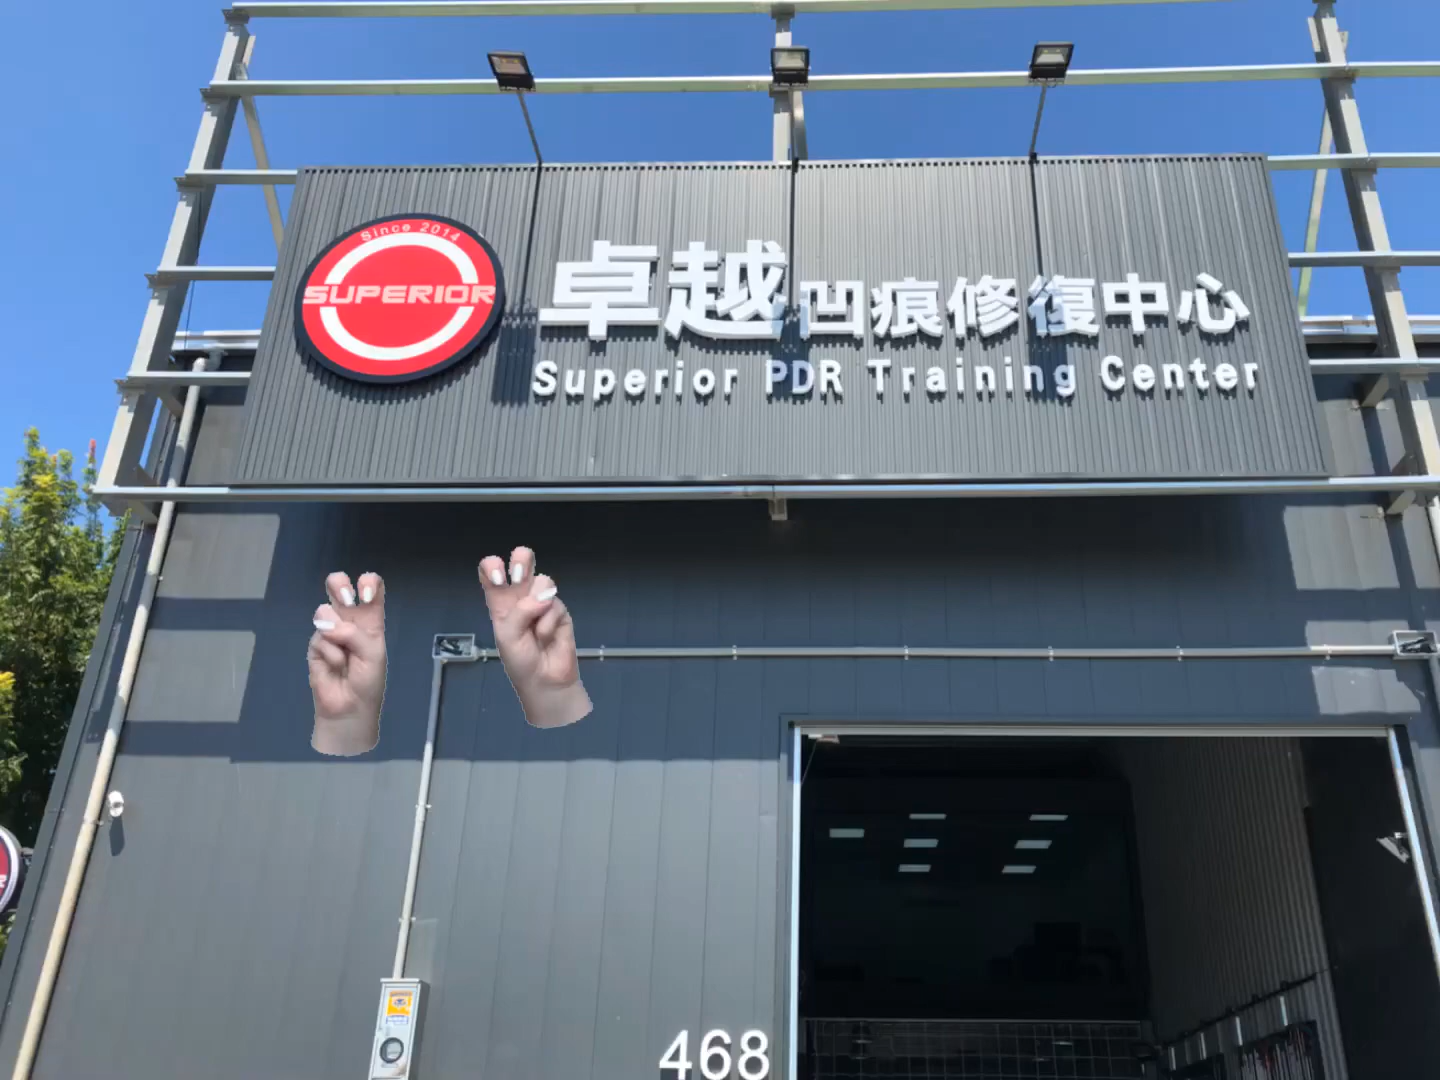 Since 2014
SUPERIOR
卓越凹痕修復中心
Superior PDR Training Center
468